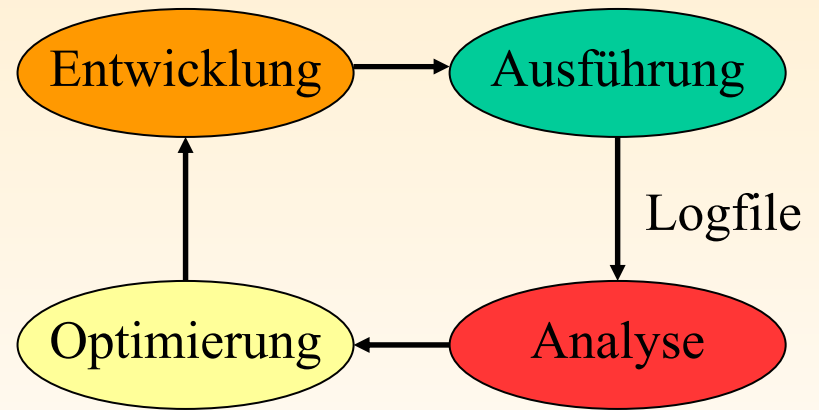 Entwicklung
Ausführung
Logfile
Optimierung
Analyse